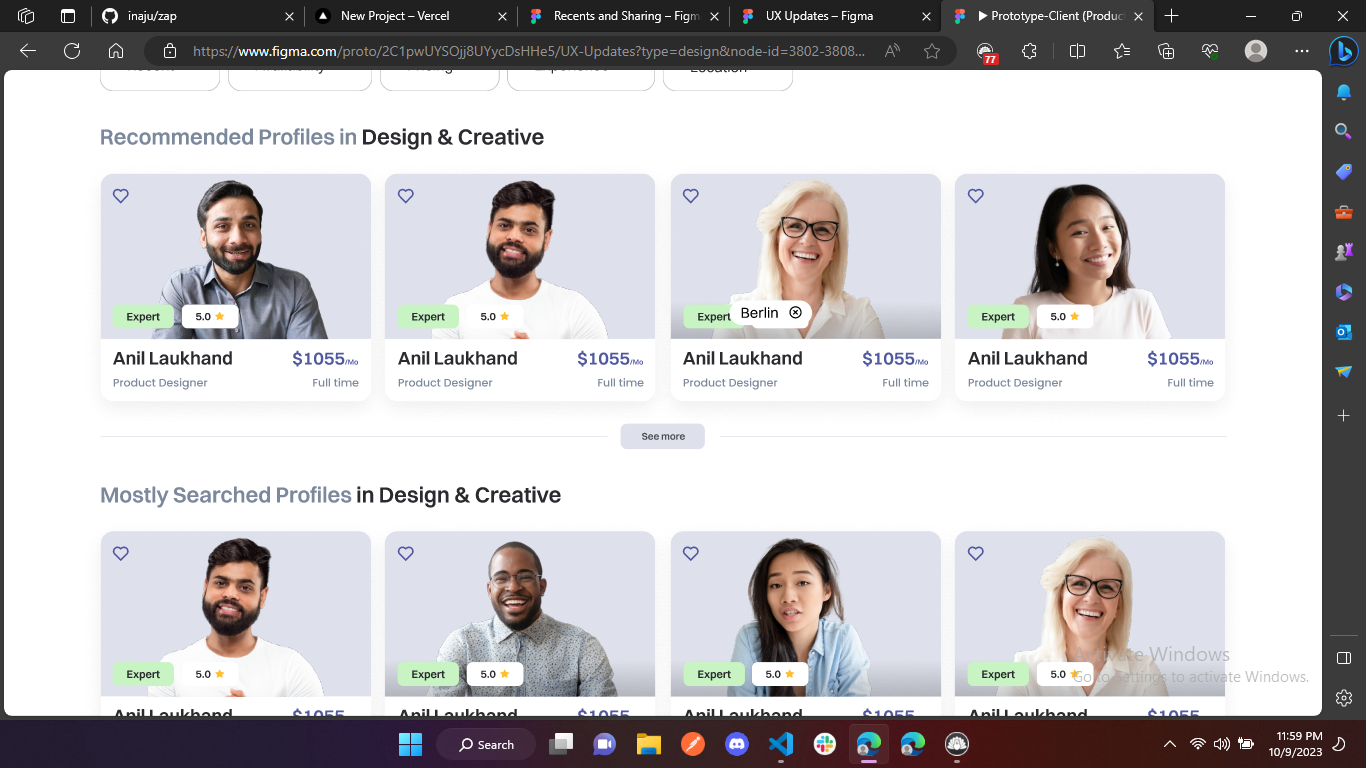 inaju/zap
New Project – Vercel
Recents and Sharing – Figm
UX Updates – Figma
Prototype-Client (Produc
https://www.figma.com/proto/2C1pwUYSOjj8UYycDsHHe5/UX-Updates?type=design&node-id=3802-3808...
77
Location
Recommended Profiles in Design & Creative
Expert 5.0
Expert 5.0
Expert Berlin
Expert 5.0
Anil Laukhand $1055/Mo
Product Designer Full time
Anil Laukhand $1055/Mo
Product Designer Full time
Anil Laukhand $1055/Mo
Product Designer Full time
Anil Laukhand $1055/Mo
Product Designer Full time
See more
Mostly Searched Profiles in Design & Creative
Expert 5.0
Expert 5.0
Expert 5.0
Expert 5.0
Anil Laukhand $1055
Anil Laukhand $1055
Anil Laukhand $1055
Anil Laukhand $1055
Activate Windows
Go to Settings to activate Windows.
Search
11:59 PM
10/9/2023